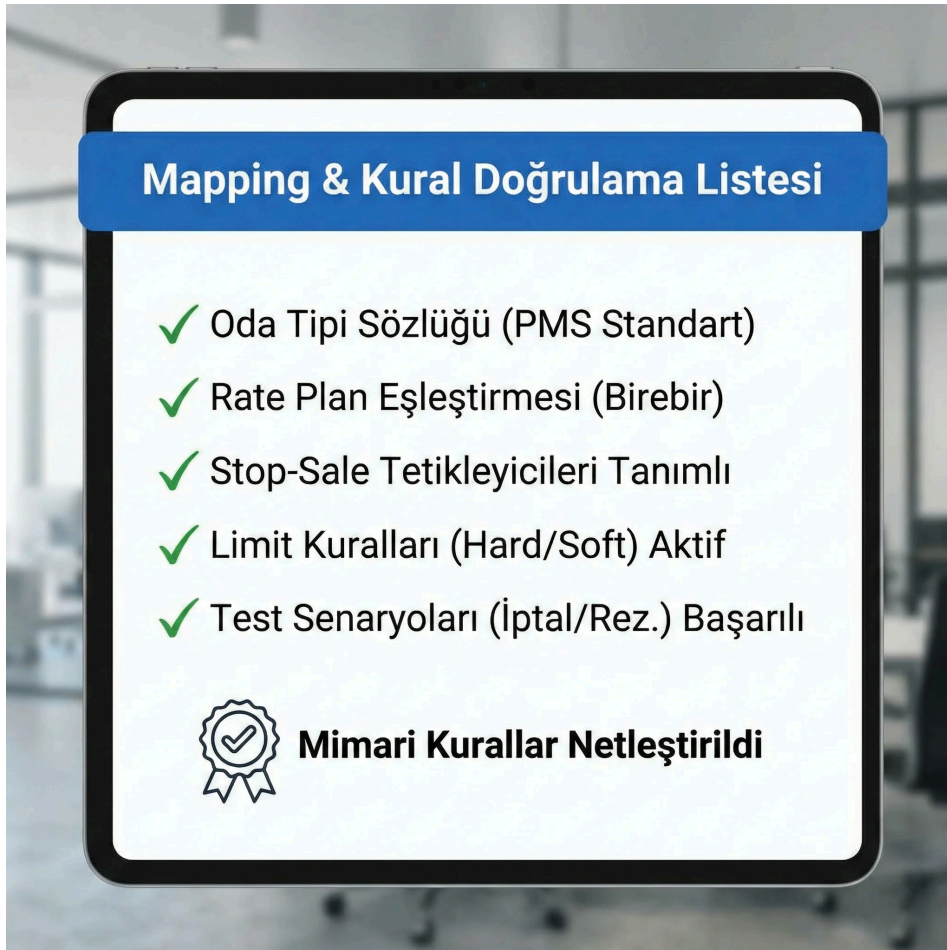 Mapping & Kural Doğrulama Listesi
Oda Tipi Sözlüğü (PMS Standart)
Rate Plan Eşleştirmesi (Birebir)
Stop-Sale Tetikleyicileri Tanımlı
Limit Kuralları (Hard/Soft) Aktif
Test Senaryoları (İptal/Rez.) Başarılı
Mimari Kurallar Netleştirildi